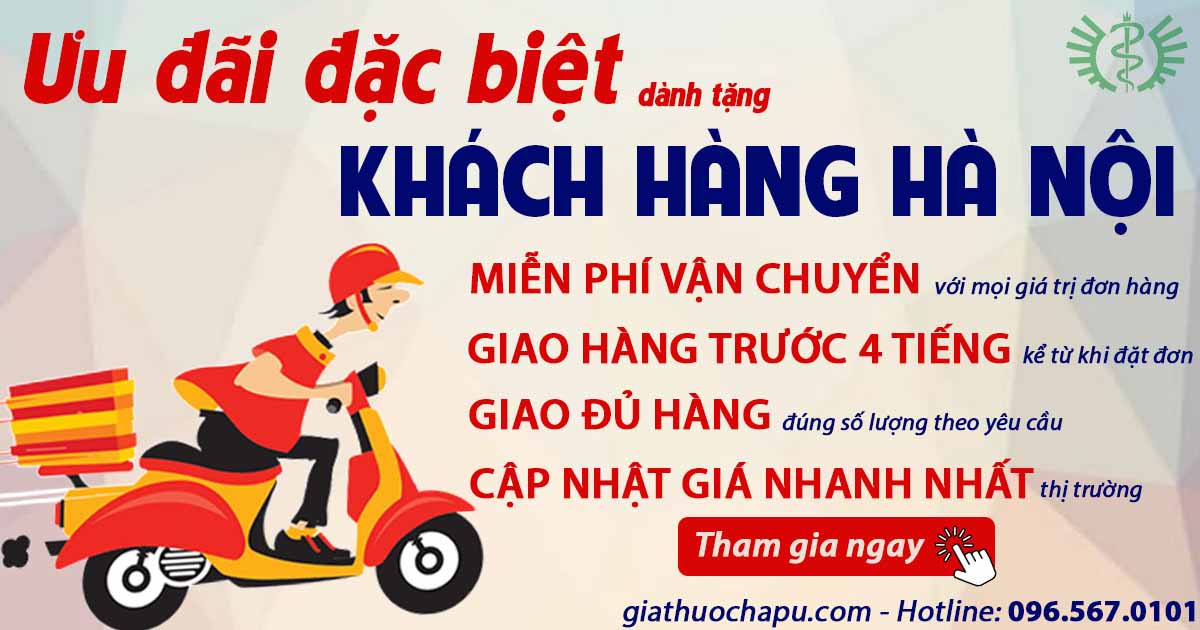 Ưu đãi đặc biệt dành tặng
KHÁCH HÀNG HÀ NỘI
MIỄN PHÍ VẬN CHUYỂN với mọi giá trị đơn hàng
GIAO HÀNG TRƯỚC 4 TIẾNG kể từ khi đặt đơn
GIAO ĐỦ HÀNG đúng số lượng theo yêu cầu
CẬP NHẬT GIÁ NHANH NHẤT thị trường
Tham gia ngay
giathuochapu.com - Hotline: 096.567.0101